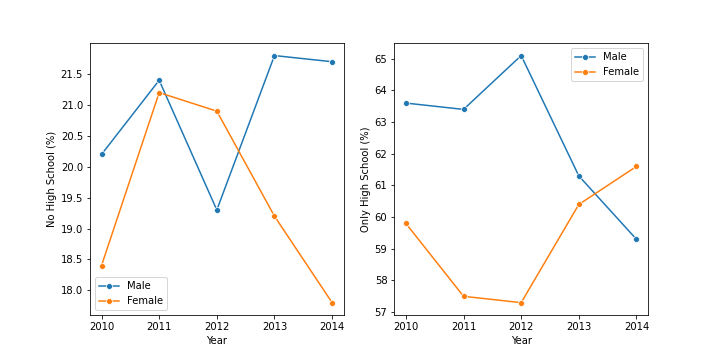 No High School (%)
21.5
21.0
20.5
20.0
19.5
19.0
18.5
18.0
Male
Female
2010 2011 2012 2013 2014
Year
Only High School (%)
65
64
63
62
61
60
59
58
57
Male
Female
2010 2011 2012 2013 2014
Year